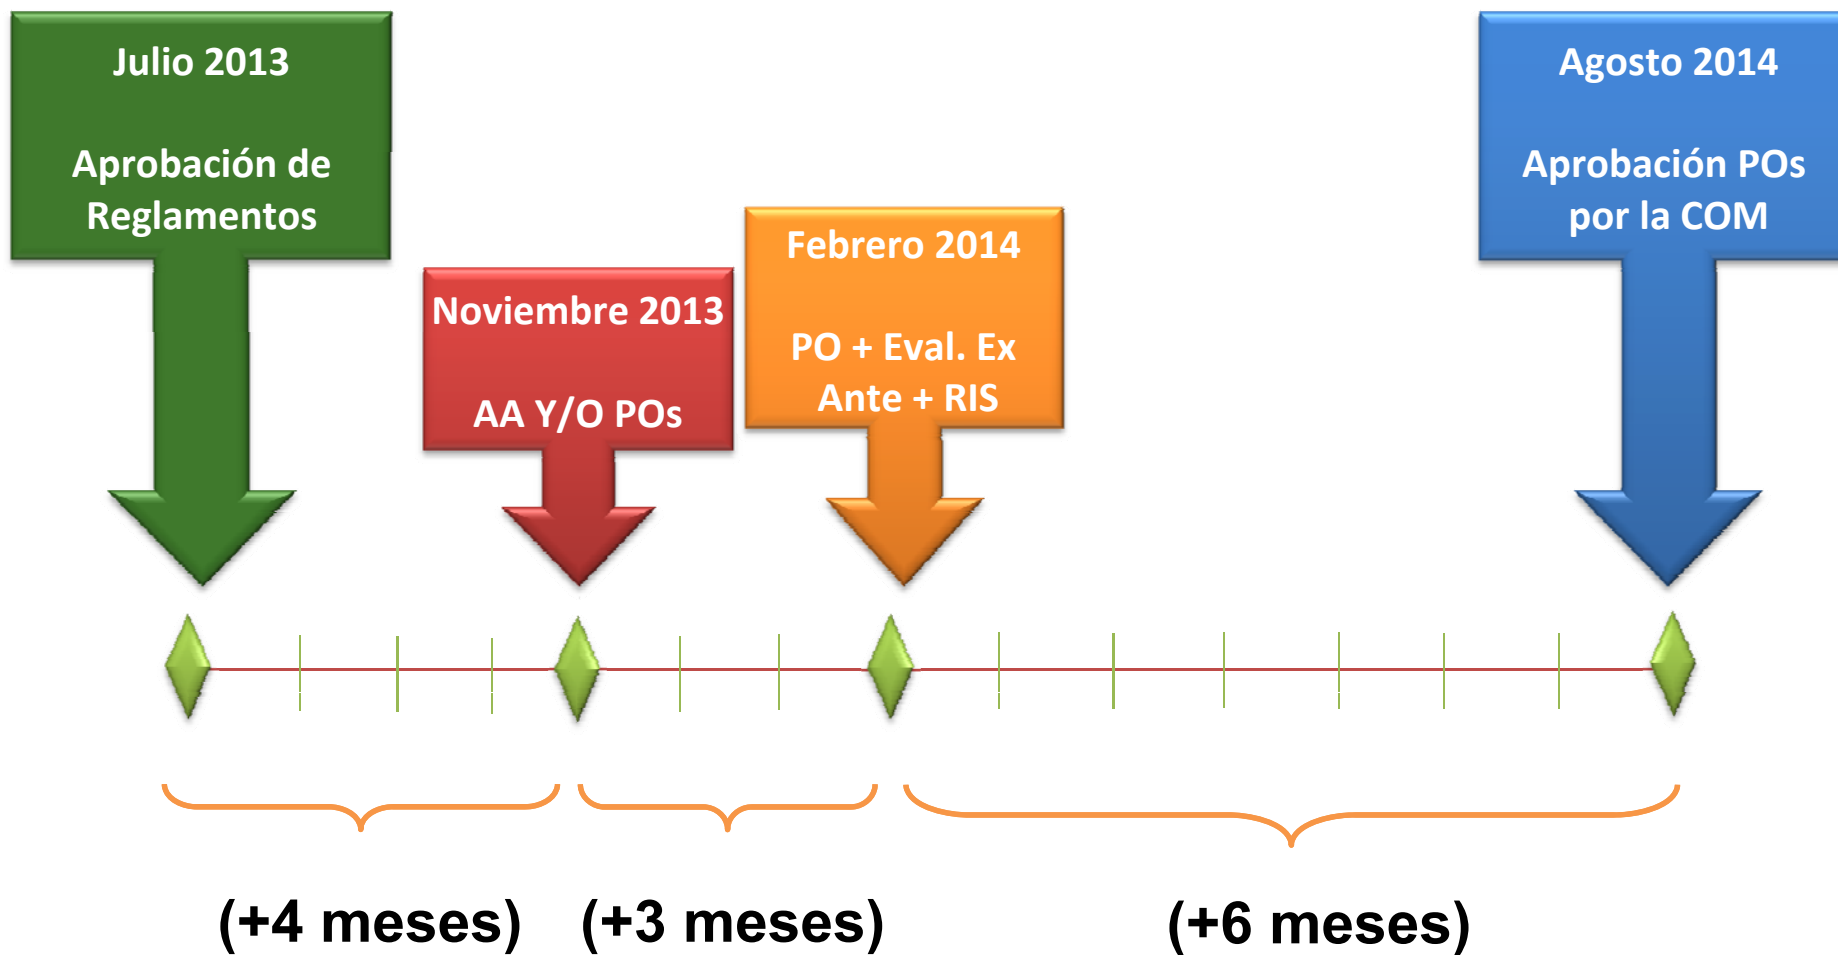 Julio 2013
Aprobación de
Reglamentos
Noviembre 2013
AA Y/O POs
Febrero 2014
PO + Eval. Ex
Ante + RIS
Agosto 2014
Aprobación POs
por la COM
(+4 meses)
(+3 meses)
(+6 meses)